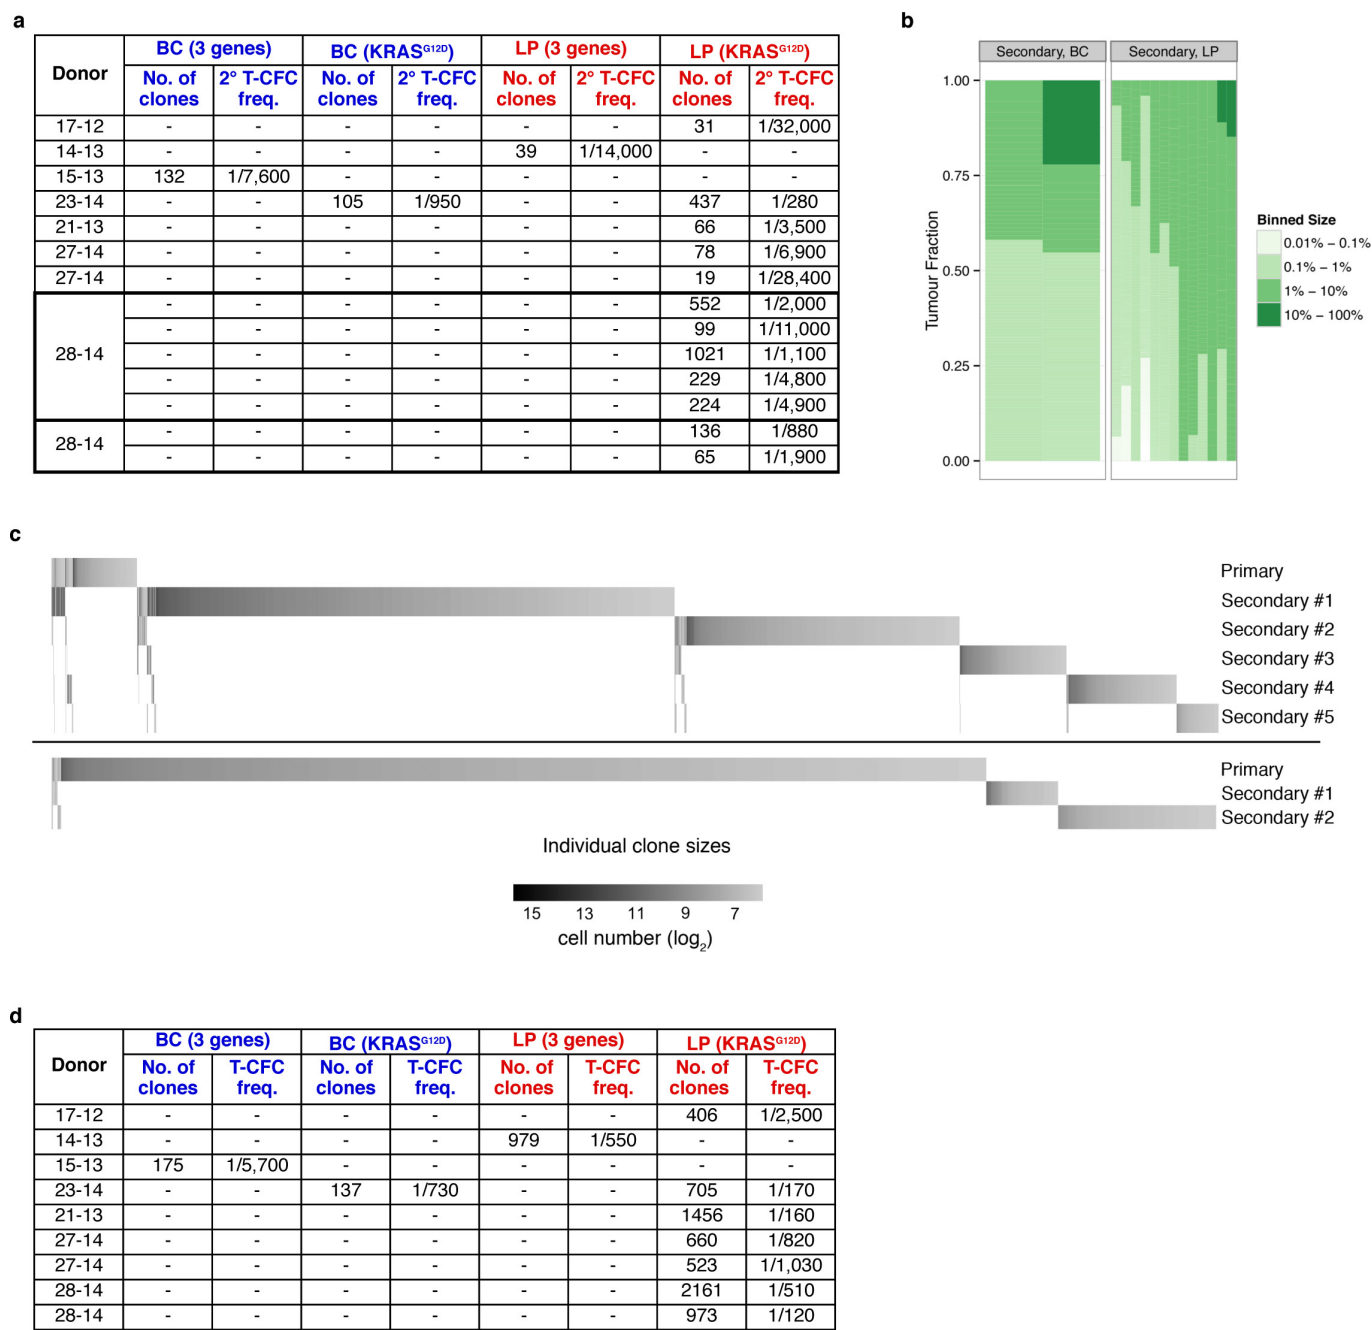 a
Donor BC (3 genes) BC (KRASG12D) LP (3 genes) LP (KRASG12D)
No. of clones 2° T-CFC freq. No. of clones 2° T-CFC freq. No. of clones 2° T-CFC freq. No. of clones 2° T-CFC freq.
17-12 - - - - - - 31 1/32,000
14-13 - - - - 39 1/14,000 - -
15-13 132 1/7,600 - - - - - -
23-14 - - 105 1/950 - - 437 1/280
21-13 - - - - - - 66 1/3,500
27-14 - - - - - - 78 1/6,900
27-14 - - - - - - 19 1/28,400
28-14 - - - - - - 552 1/2,000
- - - - - - 99 1/11,000
- - - - - - 1021 1/1,100
- - - - - - 229 1/4,800
- - - - - - 224 1/4,900
28-14 - - - - - - 136 1/880
- - - - - - 65 1/1,900
b
Secondary, BC Secondary, LP
1.00
0.75
0.50
0.25
0.00
Tumour Fraction
Binned Size
0.01% – 0.1%
0.1% – 1%
1% – 10%
10% – 100%
c
Primary
Secondary #1
Secondary #2
Secondary #3
Secondary #4
Secondary #5
Primary
Secondary #1
Secondary #2
Individual clone sizes
15 13 11 9 7
cell number (log2)
d
Donor BC (3 genes) BC (KRASG12D) LP (3 genes) LP (KRASG12D)
No. of clones T-CFC freq. No. of clones T-CFC freq. No. of clones T-CFC freq. No. of clones T-CFC freq.
17-12 - - - - - - 406 1/2,500
14-13 - - - - 979 1/550 - -
15-13 175 1/5,700 - - - - - -
23-14 - - 137 1/730 - - 705 1/170
21-13 - - - - - - 1456 1/160
27-14 - - - - - - 660 1/820
27-14 - - - - - - 523 1/1,030
28-14 - - - - - - 2161 1/510
28-14 - - - - - - 973 1/120